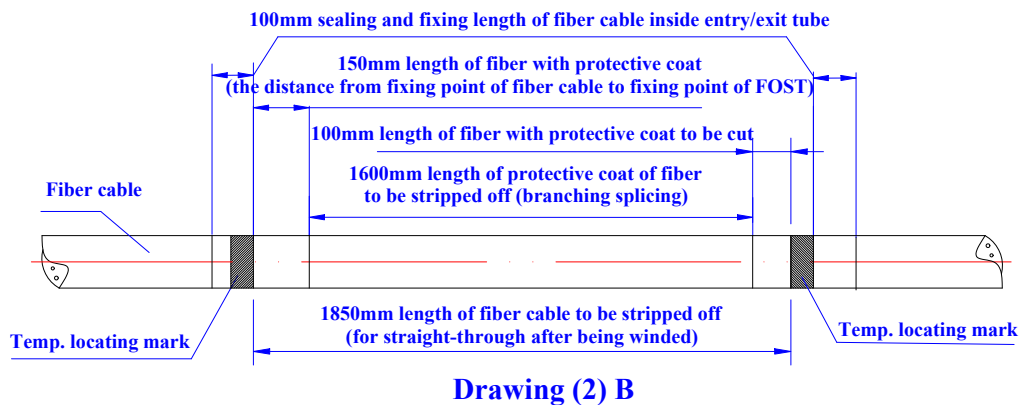 100mm sealing and fixing length of fiber cable inside entry/exit tube
150mm length of fiber with protective coat
(the distance from fixing point of fiber cable to fixing point of FOST)
100mm length of fiber with protective coat to be cut
1600mm length of protective coat of fiber
to be stripped off (branching splicing)
Fiber cable
1850mm length of fiber cable to be stripped off
(for straight-through after being winded)
Temp. locating mark
Temp. locating mark
Drawing (2) B